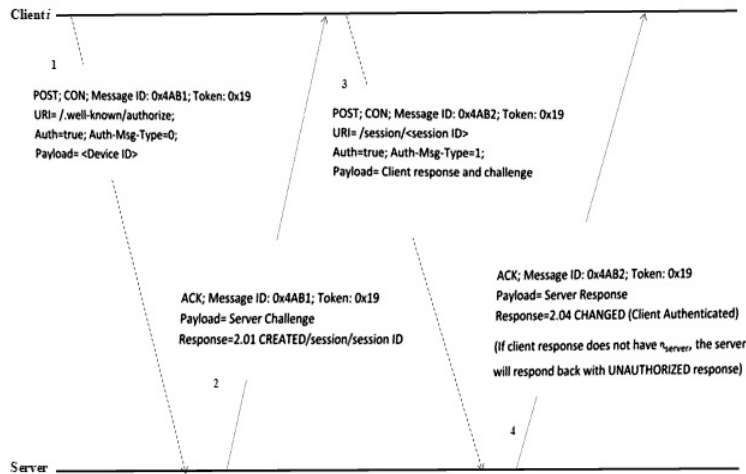 Client i
1
POST; CON; Message ID: 0x4AB1; Token: 0x19
URI= /.well-known/authorize;
Auth=true; Auth-Msg-Type=0;
Payload= <Device ID>
2
ACK; Message ID: 0x4AB1; Token: 0x19
Payload= Server Challenge
Response=2.01 CREATED/session/session ID
3
POST; CON; Message ID: 0x4AB2; Token: 0x19
URI= /session/<session ID>
Auth=true; Auth-Msg-Type=1;
Payload= Client response and challenge
4
ACK; Message ID: 0x4AB2; Token: 0x19
Payload= Server Response
Response=2.04 CHANGED (Client Authenticated)
(If client response does not have n_server, the server
will respond back with UNAUTHORIZED response)
Server